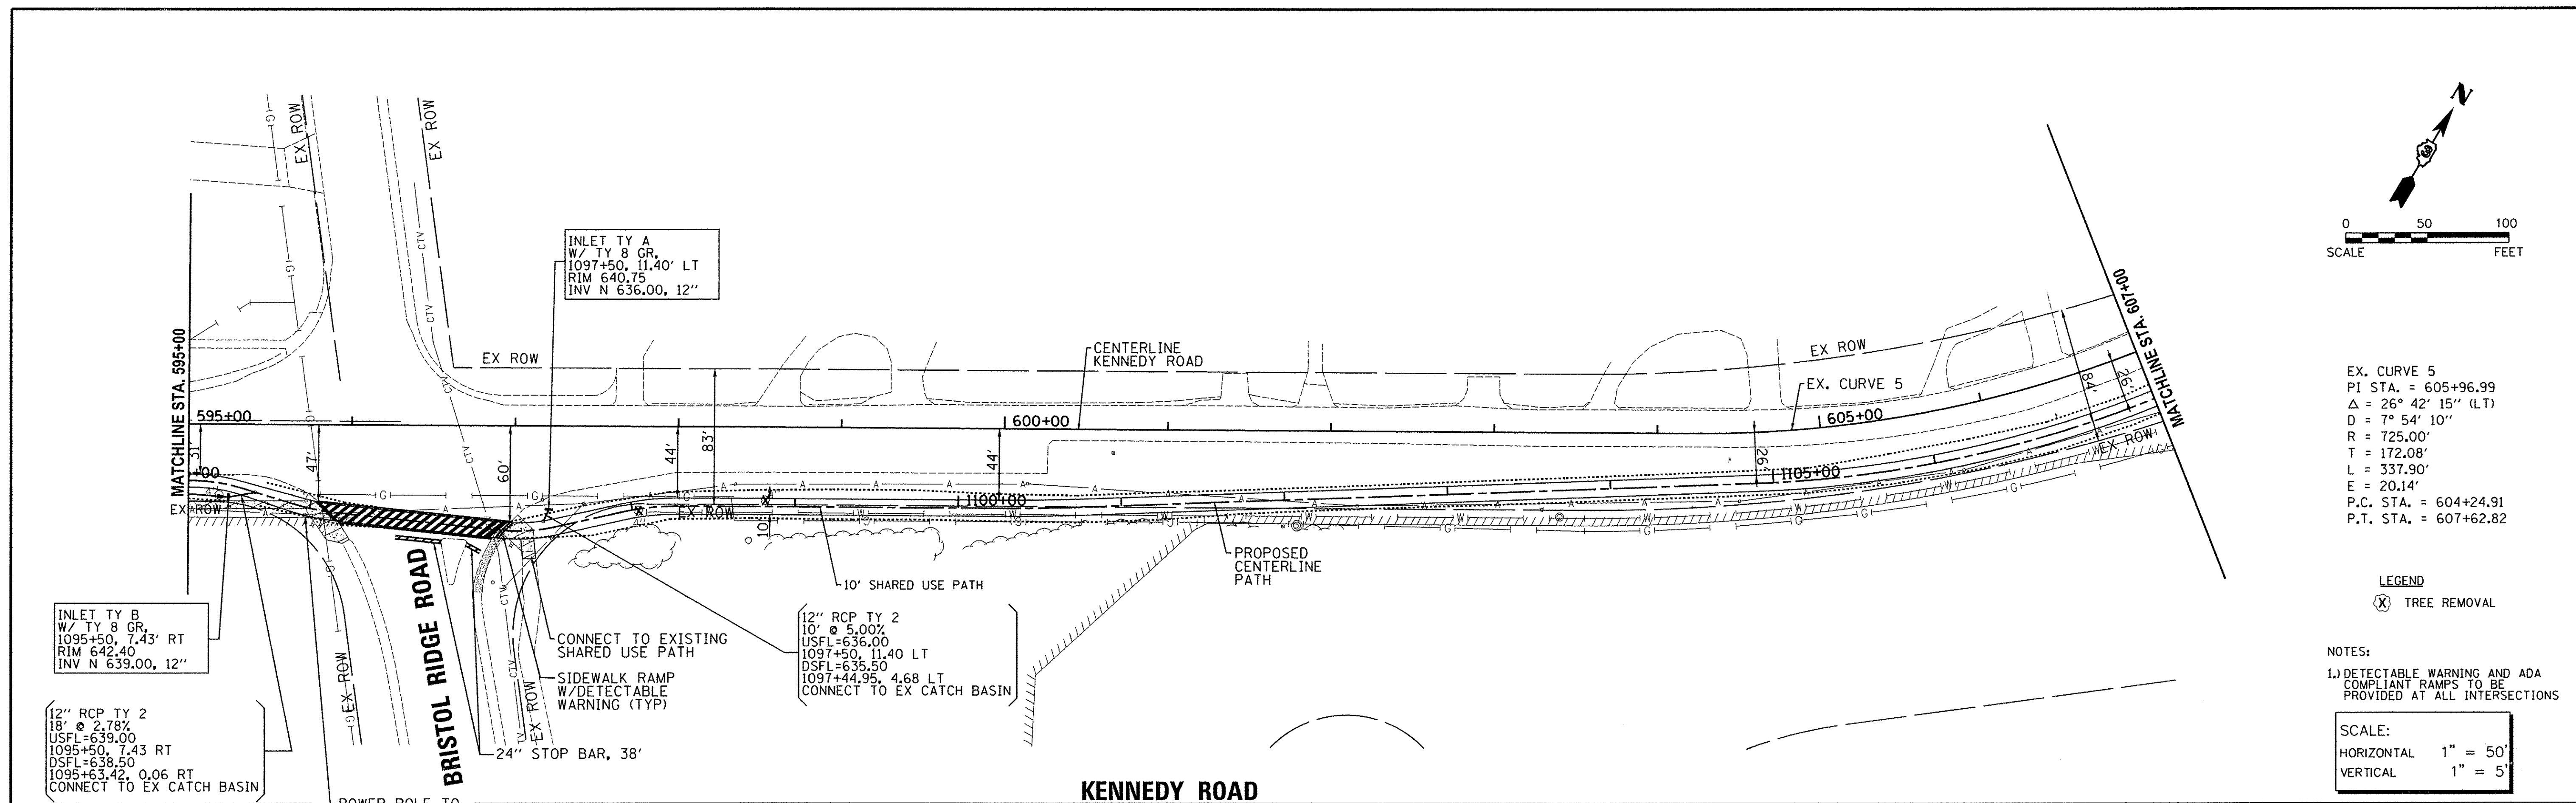 EX ROW
EX ROW
CTV
CTV
CTV
CTV
N
0 50 100
SCALE FEET
INLET TY A
W/ TY 8 GR,
1097+50, 11.40' LT
RIM 640.75
INV N 636.00, 12"
MATCHLINE STA. 595+00
MATCHLINE STA. 607+00
EX ROW
CENTERLINE
KENNEDY ROAD
EX ROW
EX. CURVE 5
84'
26'
595+00
600+00
605+00
31'
47'
60'
44'
83'
44'
26'
+00
1100+00
1105+00
EX ROW
EX ROW
EX ROW
10'
EX. CURVE 5
PI STA. = 605+96.99
Δ = 26° 42' 15" (LT)
D = 7° 54' 10"
R = 725.00'
T = 172.08'
L = 337.90'
E = 20.14'
P.C. STA. = 604+24.91
P.T. STA. = 607+62.82
PROPOSED
CENTERLINE
PATH
10' SHARED USE PATH
LEGEND
X TREE REMOVAL
INLET TY B
W/ TY 8 GR,
1095+50, 7.43' RT
RIM 642.40
INV N 639.00, 12"
BRISTOL RIDGE ROAD
EX ROW
EX ROW
CTV
CTV
CONNECT TO EXISTING
SHARED USE PATH
SIDEWALK RAMP
W/DETECTABLE
WARNING (TYP)
12" RCP TY 2
10' @ 5.00%
USFL=636.00
1097+50, 11.40 LT
DSFL=635.50
1097+44.95, 4.68 LT
CONNECT TO EX CATCH BASIN
NOTES:
1.) DETECTABLE WARNING AND ADA
COMPLIANT RAMPS TO BE
PROVIDED AT ALL INTERSECTIONS
12" RCP TY 2
18' @ 2.78%
USFL=639.00
1095+50, 7.43 RT
DSFL=638.50
1095+63.42, 0.06 RT
CONNECT TO EX CATCH BASIN
24" STOP BAR, 38'
SCALE:
HORIZONTAL 1" = 50'
VERTICAL 1" = 5'
KENNEDY ROAD
POWER POLE TO